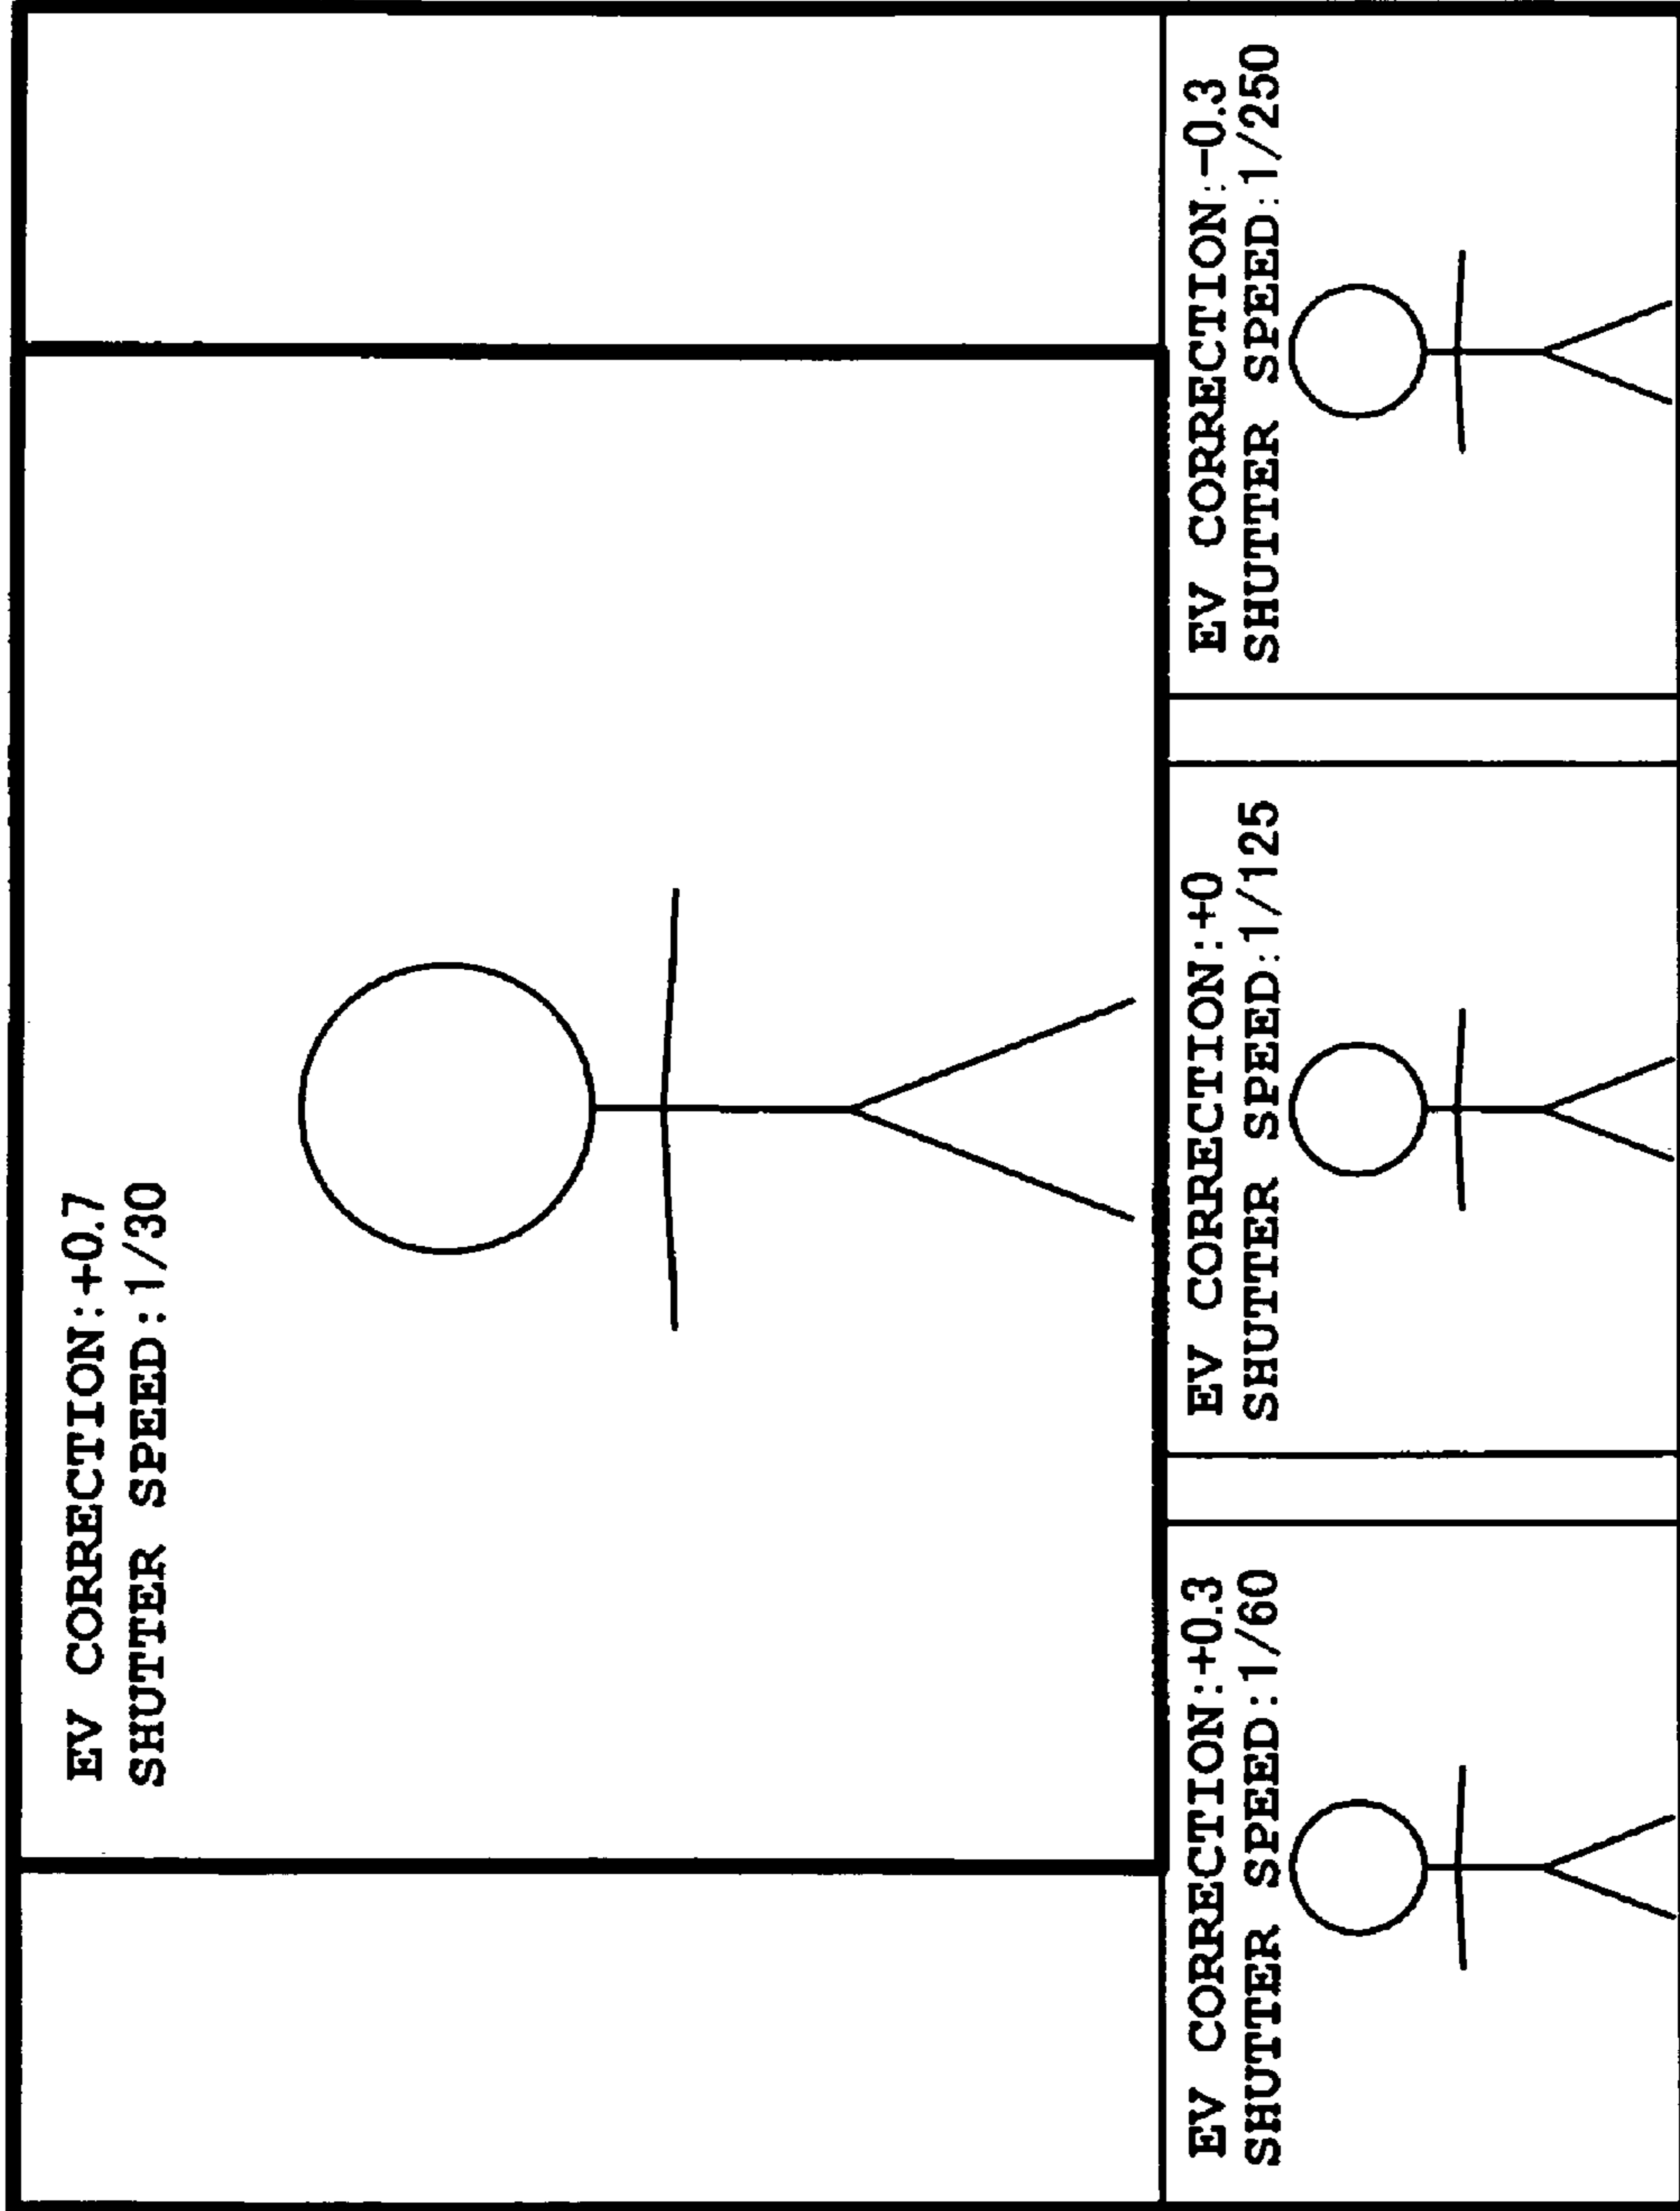 EV CORRECTION:+0.7
SHUTTER SPEED:1/30
EV CORRECTION:+0.3
SHUTTER SPEED:1/60
EV CORRECTION:+0
SHUTTER SPEED:1/125
EV CORRECTION:-0.3
SHUTTER SPEED:1/250